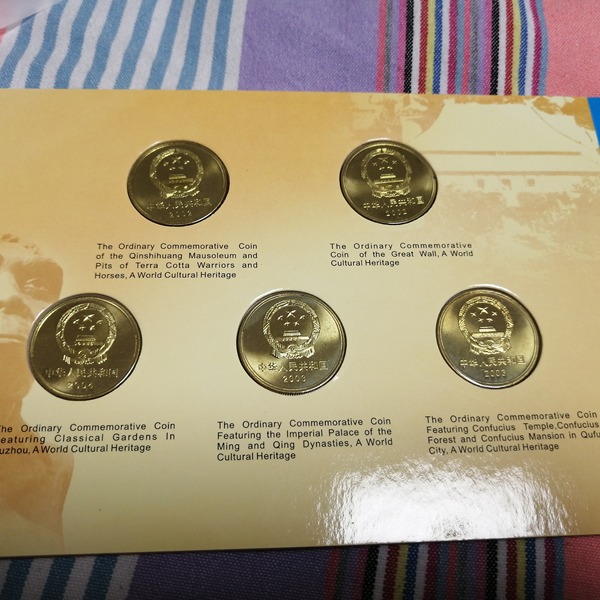 中华人民共和国
2002
中华人民共和国
2002
The Ordinary Commemorative Coin
of the Qinshihuang Mausoleum and
Pits of Terra Cotta Warriors and
Horses, A World Cultural Heritage
The Ordinary Commemorative
Coin of the Great Wall, A World
Cultural Heritage
中华人民共和国
2004
中华人民共和国
2003
中华人民共和国
2003
The Ordinary Commemorative Coin
eaturing Classical Gardens In
uzhou, A World Cultural Heritage
The Ordinary Commemorative Coin
Featuring the Imperial Palace of the
Ming and Qing Dynasties, A World
Cultural Heritage
The Ordinary Commemorative Coin
Featuring Confucius Temple,Confucius
Forest and Confucius Mansion in Qufu
City, A World Cultural Heritage